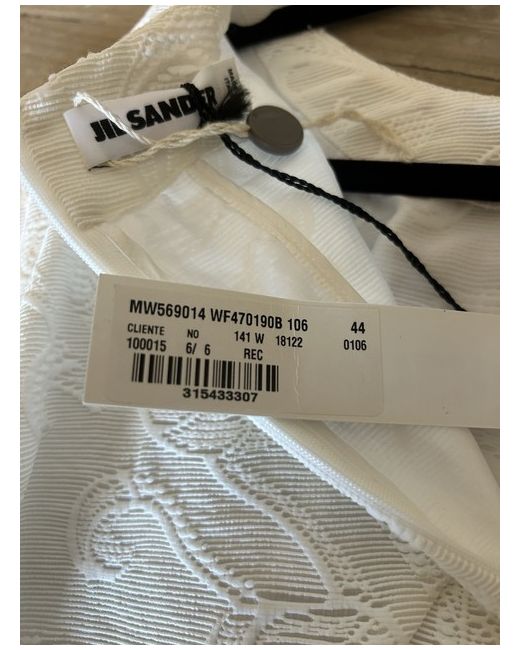 JIL SANDER
MW569014 WF470190B 106 44
CLIENTE NO 141 W 18122 0106
100015 6/ 6 REC
315433307